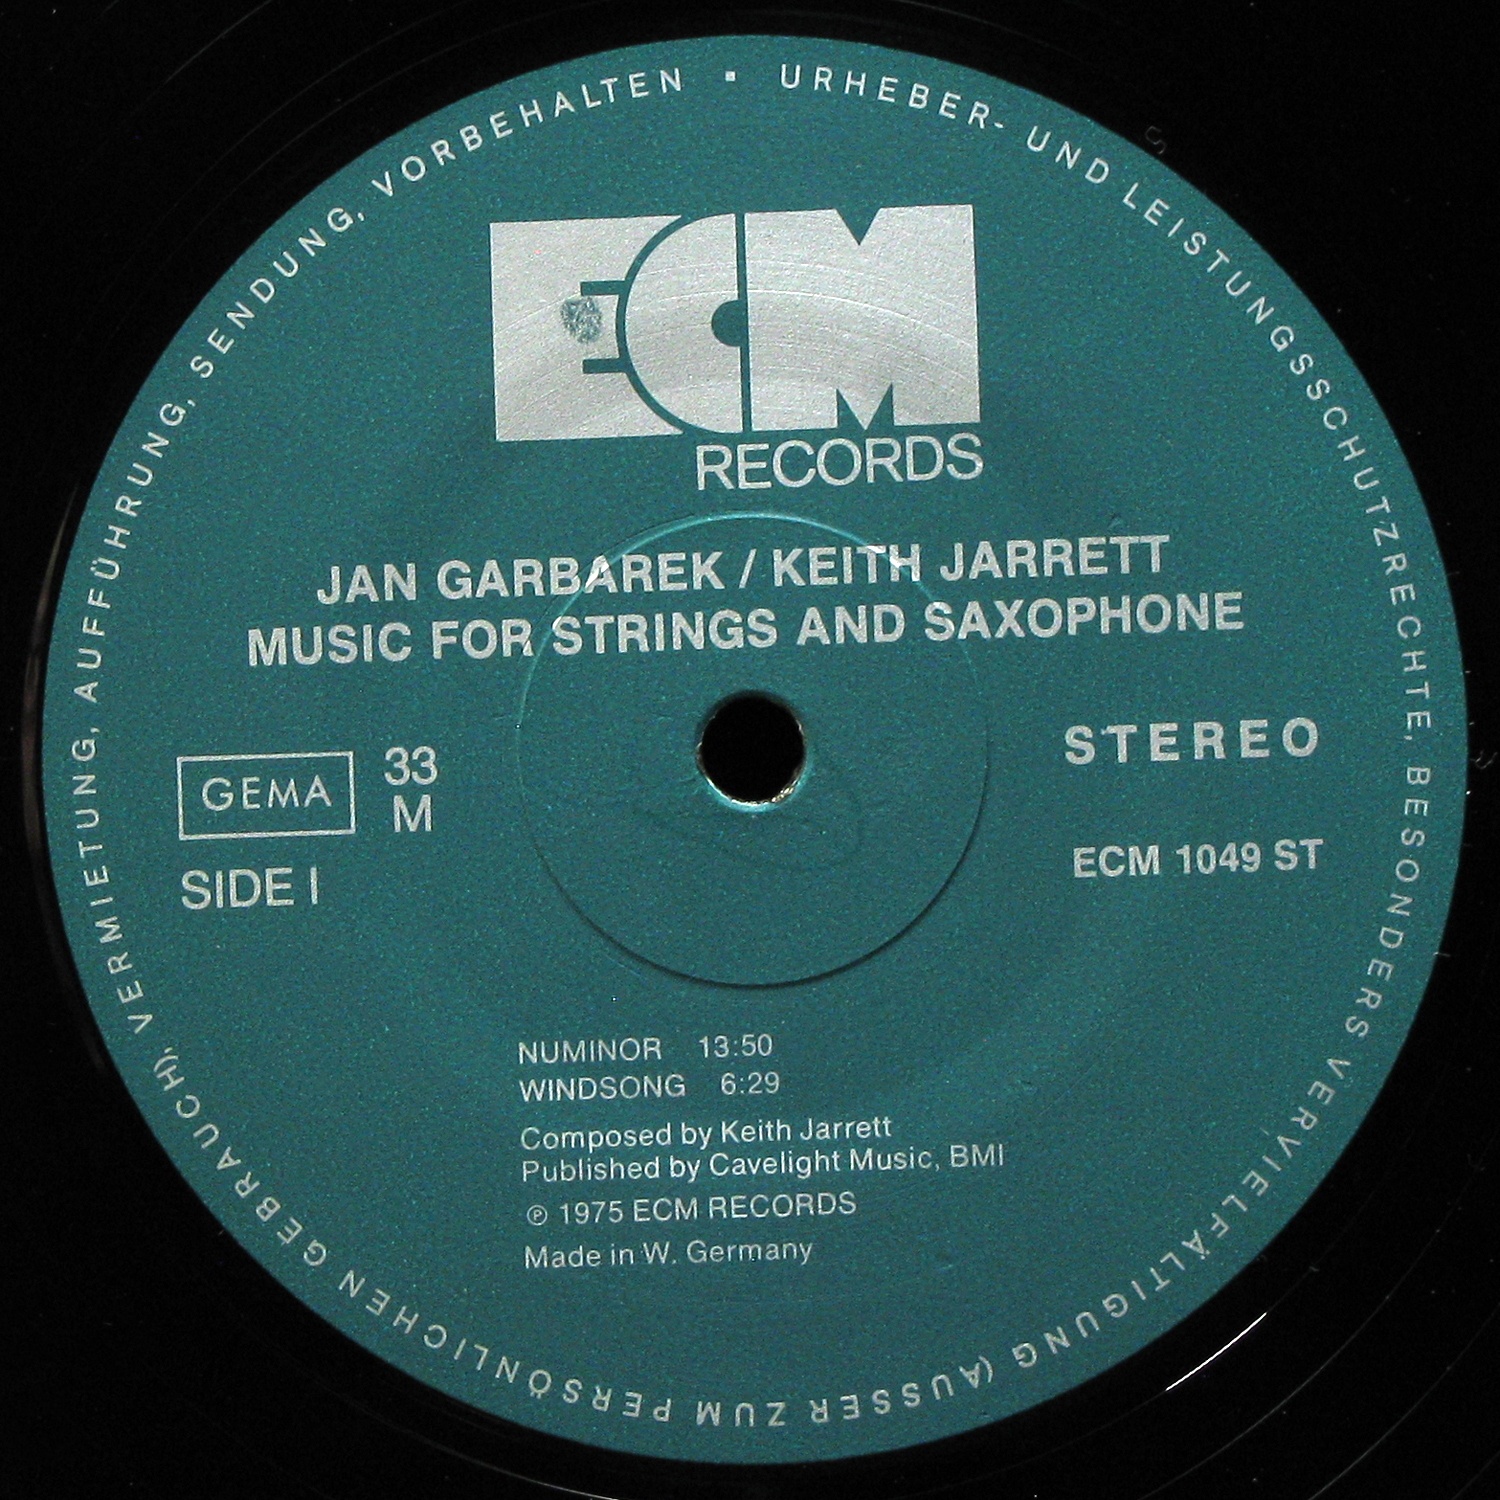 URHEBER- UND LEISTUNGSSCHUTZRECHTE, BESONDERS VERVIELFÄLTIGUNG (AUSSER ZUM PERSÖNLICHEN GEBRAUCH), VERMIETUNG, AUFFÜHRUNG, SENDUNG, VORBEHALTEN ▪
ECM
RECORDS
JAN GARBAREK / KEITH JARRETT
MUSIC FOR STRINGS AND SAXOPHONE
GEMA
33
M
SIDE I
STEREO
ECM 1049 ST
NUMINOR 13:50
WINDSONG 6:29
Composed by Keith Jarrett
Published by Cavelight Music, BMI
℗ 1975 ECM RECORDS
Made in W. Germany